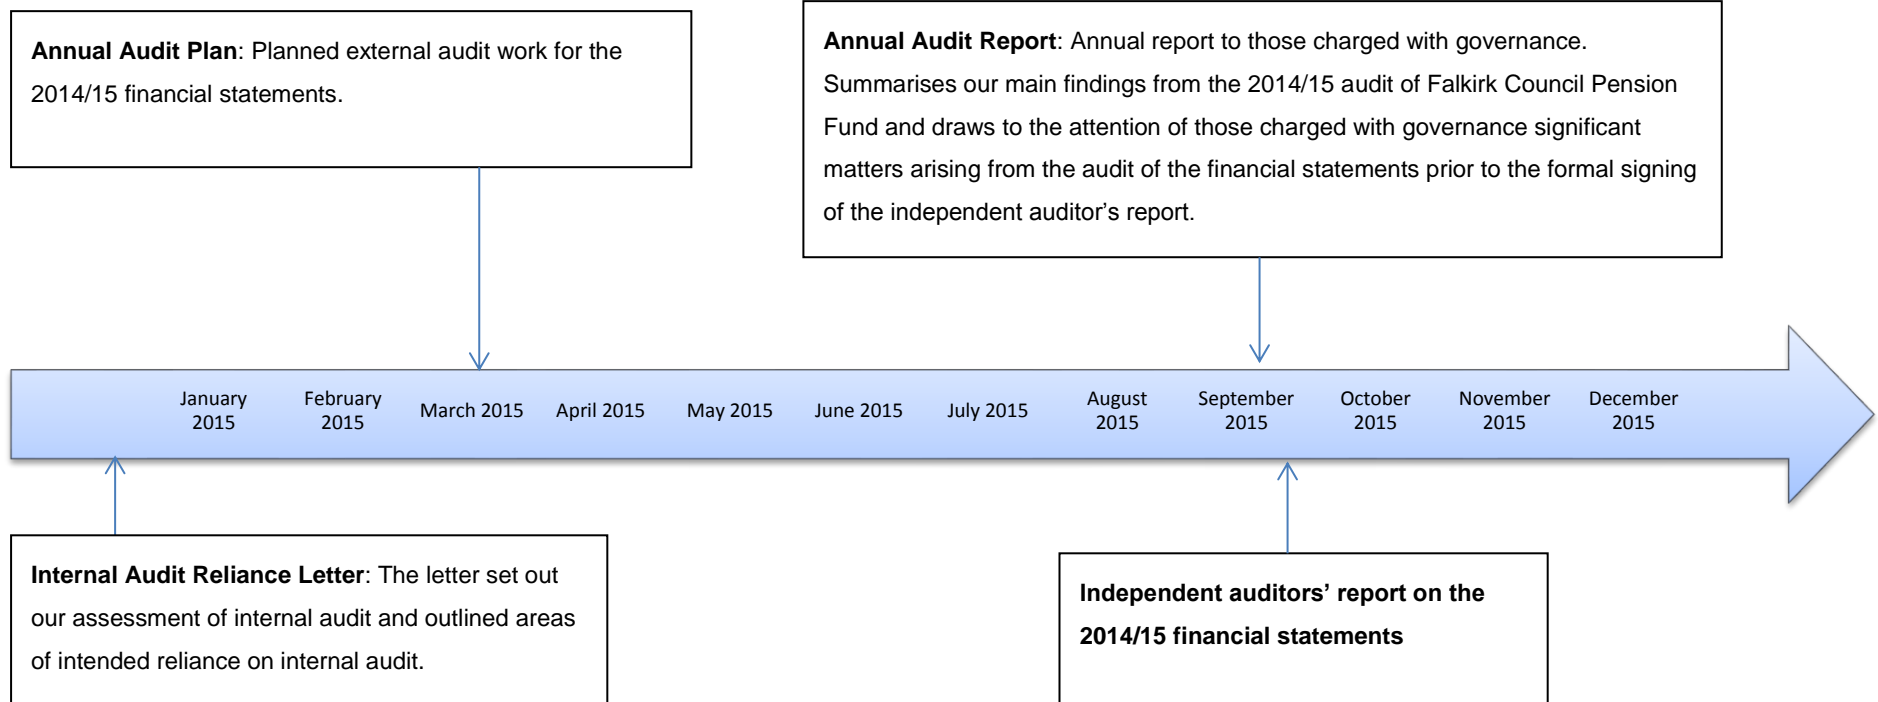 Annual Audit Plan: Planned external audit work for the
2014/15 financial statements.
Annual Audit Report: Annual report to those charged with governance.
Summarises our main findings from the 2014/15 audit of Falkirk Council Pension
Fund and draws to the attention of those charged with governance significant
matters arising from the audit of the financial statements prior to the formal signing
of the independent auditor’s report.
January
2015
February
2015
March 2015
April 2015
May 2015
June 2015
July 2015
August
2015
September
2015
October
2015
November
2015
December
2015
Internal Audit Reliance Letter: The letter set out
our assessment of internal audit and outlined areas
of intended reliance on internal audit.
Independent auditors’ report on the
2014/15 financial statements